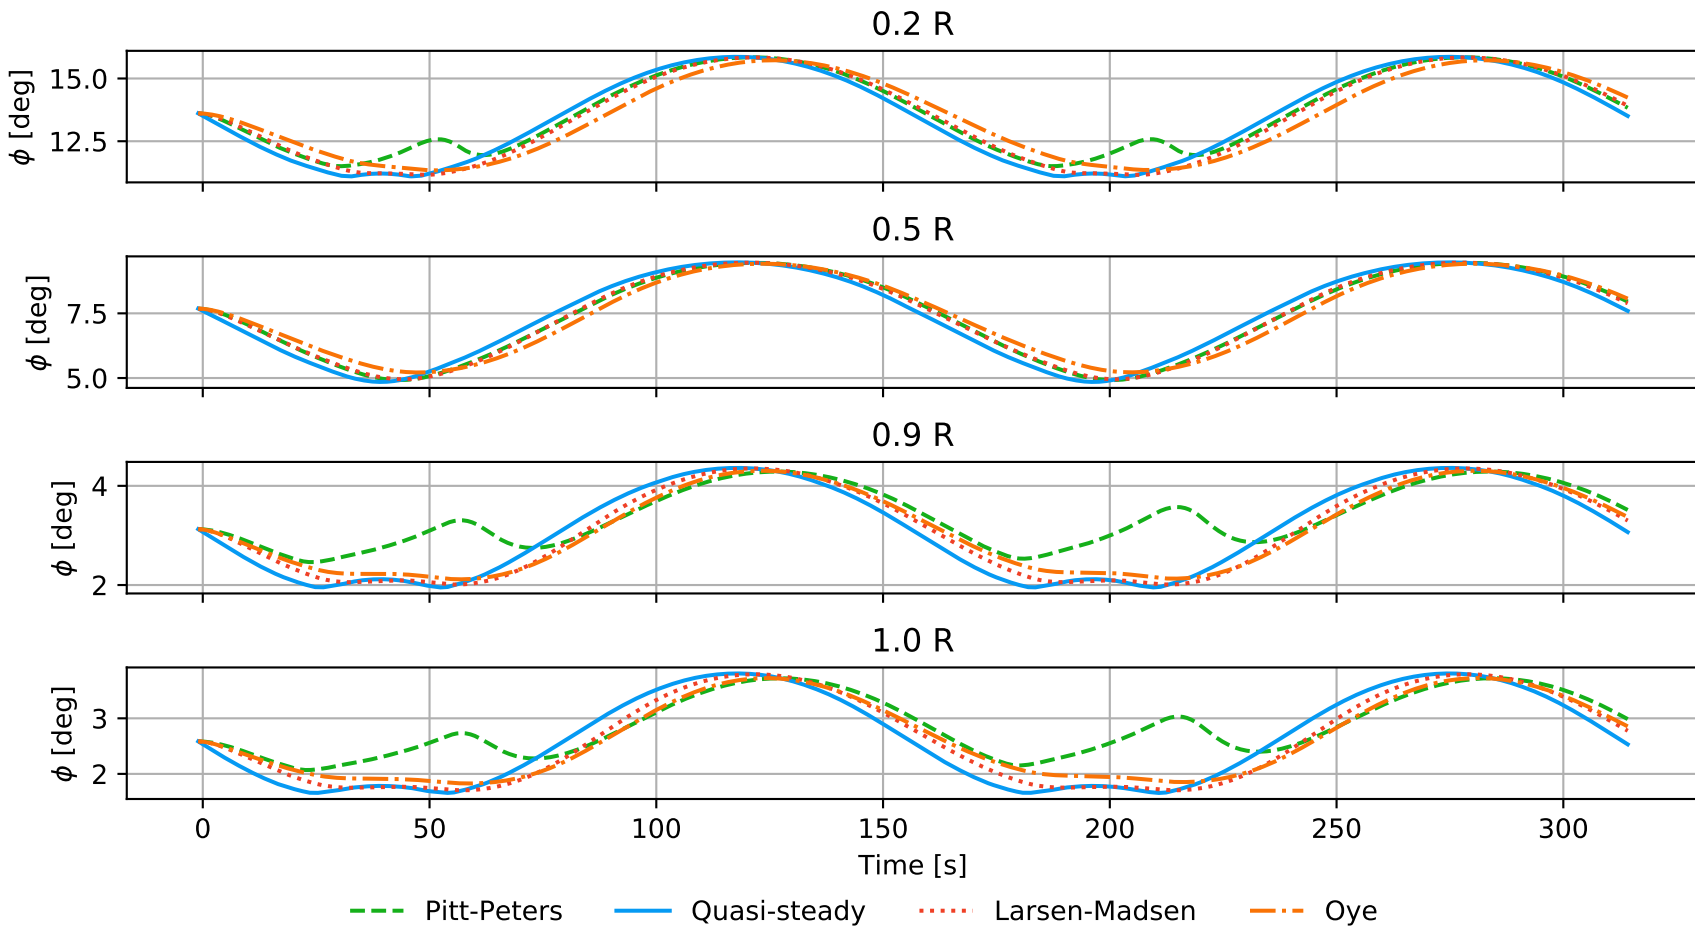 0.2 R
15.0
12.5
ϕ [deg]
0.5 R
7.5
5.0
ϕ [deg]
0.9 R
4
2
ϕ [deg]
1.0 R
3
2
ϕ [deg]
0 50 100 150 200 250 300
Time [s]
Pitt-Peters Quasi-steady Larsen-Madsen Oye